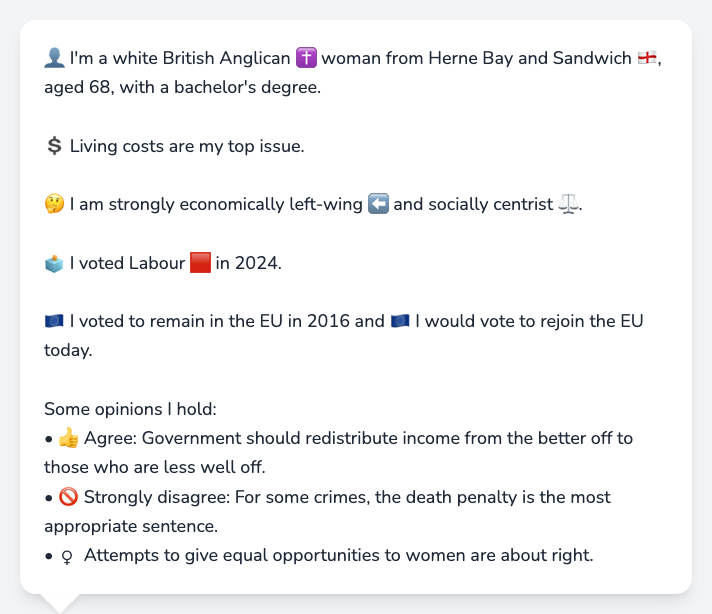 👤 I'm a white British Anglican ✝️ woman from Herne Bay and Sandwich 🏴󠁧󠁢󠁥󠁮󠁧󠁿,
aged 68, with a bachelor's degree.
💲 Living costs are my top issue.
🤔 I am strongly economically left-wing ⬅️ and socially centrist ⚖️.
🗳️ I voted Labour 🟥 in 2024.
🇪🇺 I voted to remain in the EU in 2016 and 🇪🇺 I would vote to rejoin the EU
today.
Some opinions I hold:
• 👍 Agree: Government should redistribute income from the better off to
those who are less well off.
• 🚫 Strongly disagree: For some crimes, the death penalty is the most
appropriate sentence.
• ♀ Attempts to give equal opportunities to women are about right.